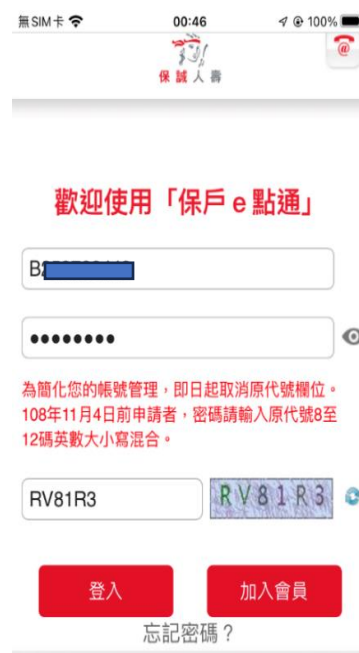 無SIM卡 00:46 100%
保誠人壽
歡迎使用「保戶 e 點通」
B
為簡化您的帳號管理，即日起取消原代號欄位。
108年11月4日前申請者，密碼請輸入原代號8至
12碼英數大小寫混合。
RV81R3 RV81R3
登入 加入會員
忘記密碼？